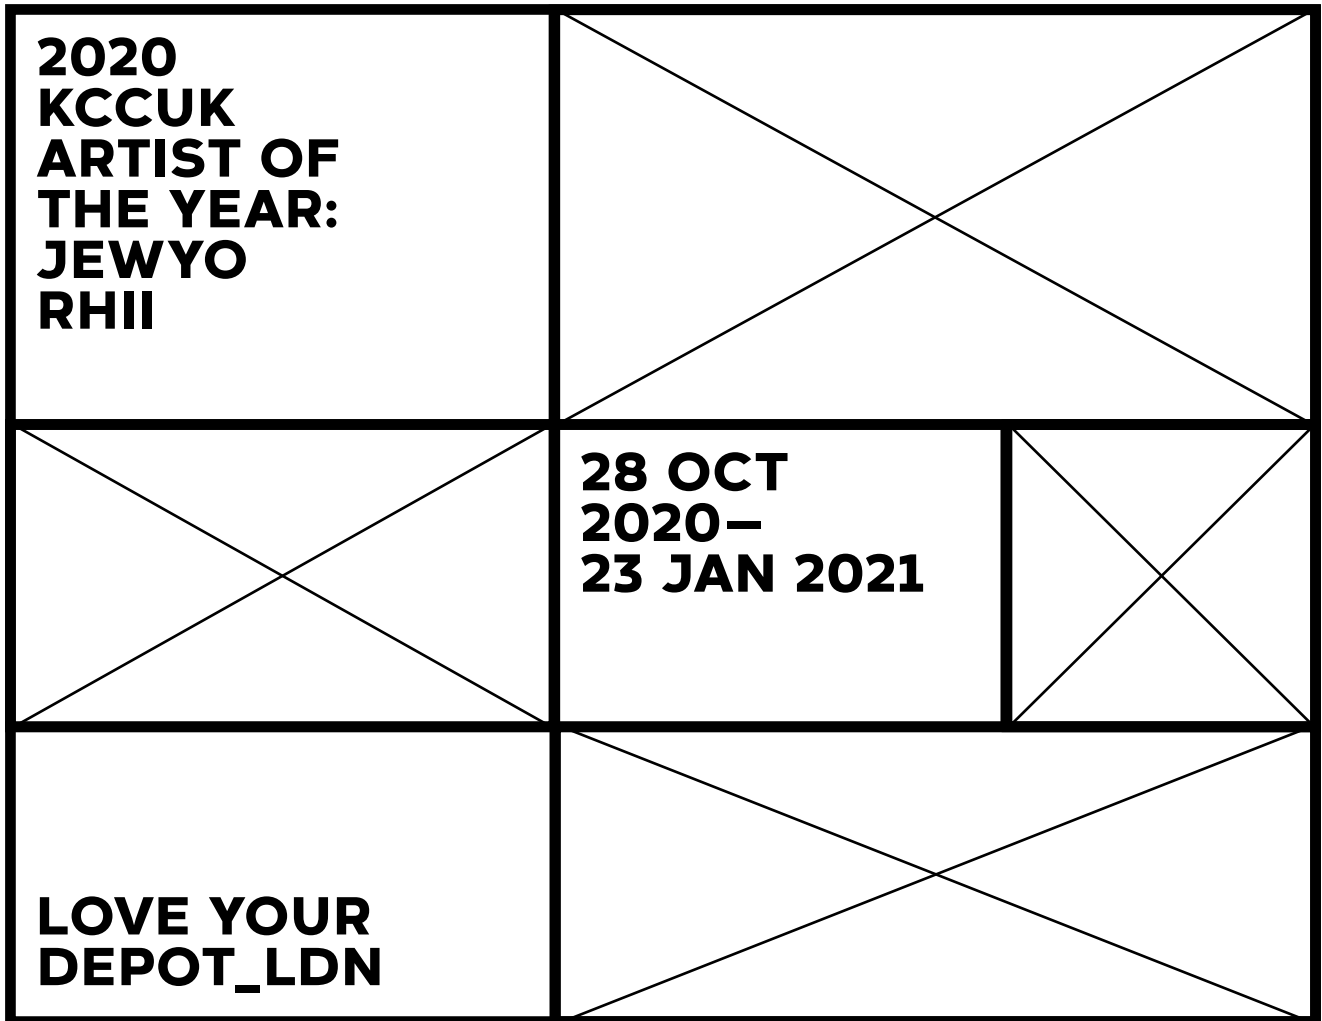 2020
KCCUK
ARTIST OF
THE YEAR:
JEWYO
RHII
28 OCT
2020—
23 JAN 2021
LOVE YOUR
DEPOT_LDN